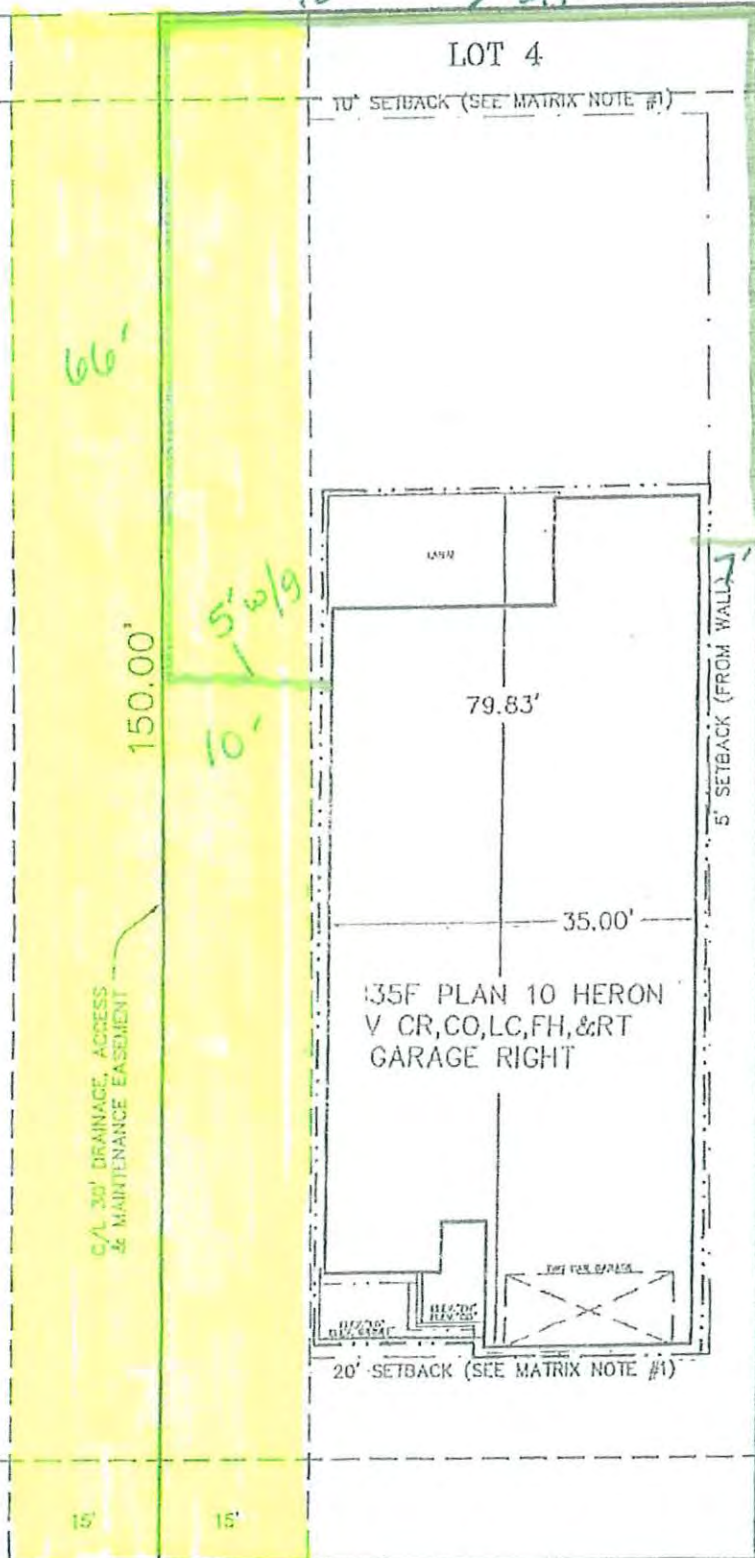 LOT 4
10' SETBACK (SEE MATRIX NOTE #1)
66'
5' w/g
10'
7'
150.00'
79.83'
5' SETBACK (FROM WALL)
35.00'
35F PLAN 10 HERON
V CR,CO,LC,FH,&RT
GARAGE RIGHT
C/L 30' DRAINAGE, ACCESS
& MAINTENANCE EASEMENT
20' SETBACK (SEE MATRIX NOTE #1)
15'
15'